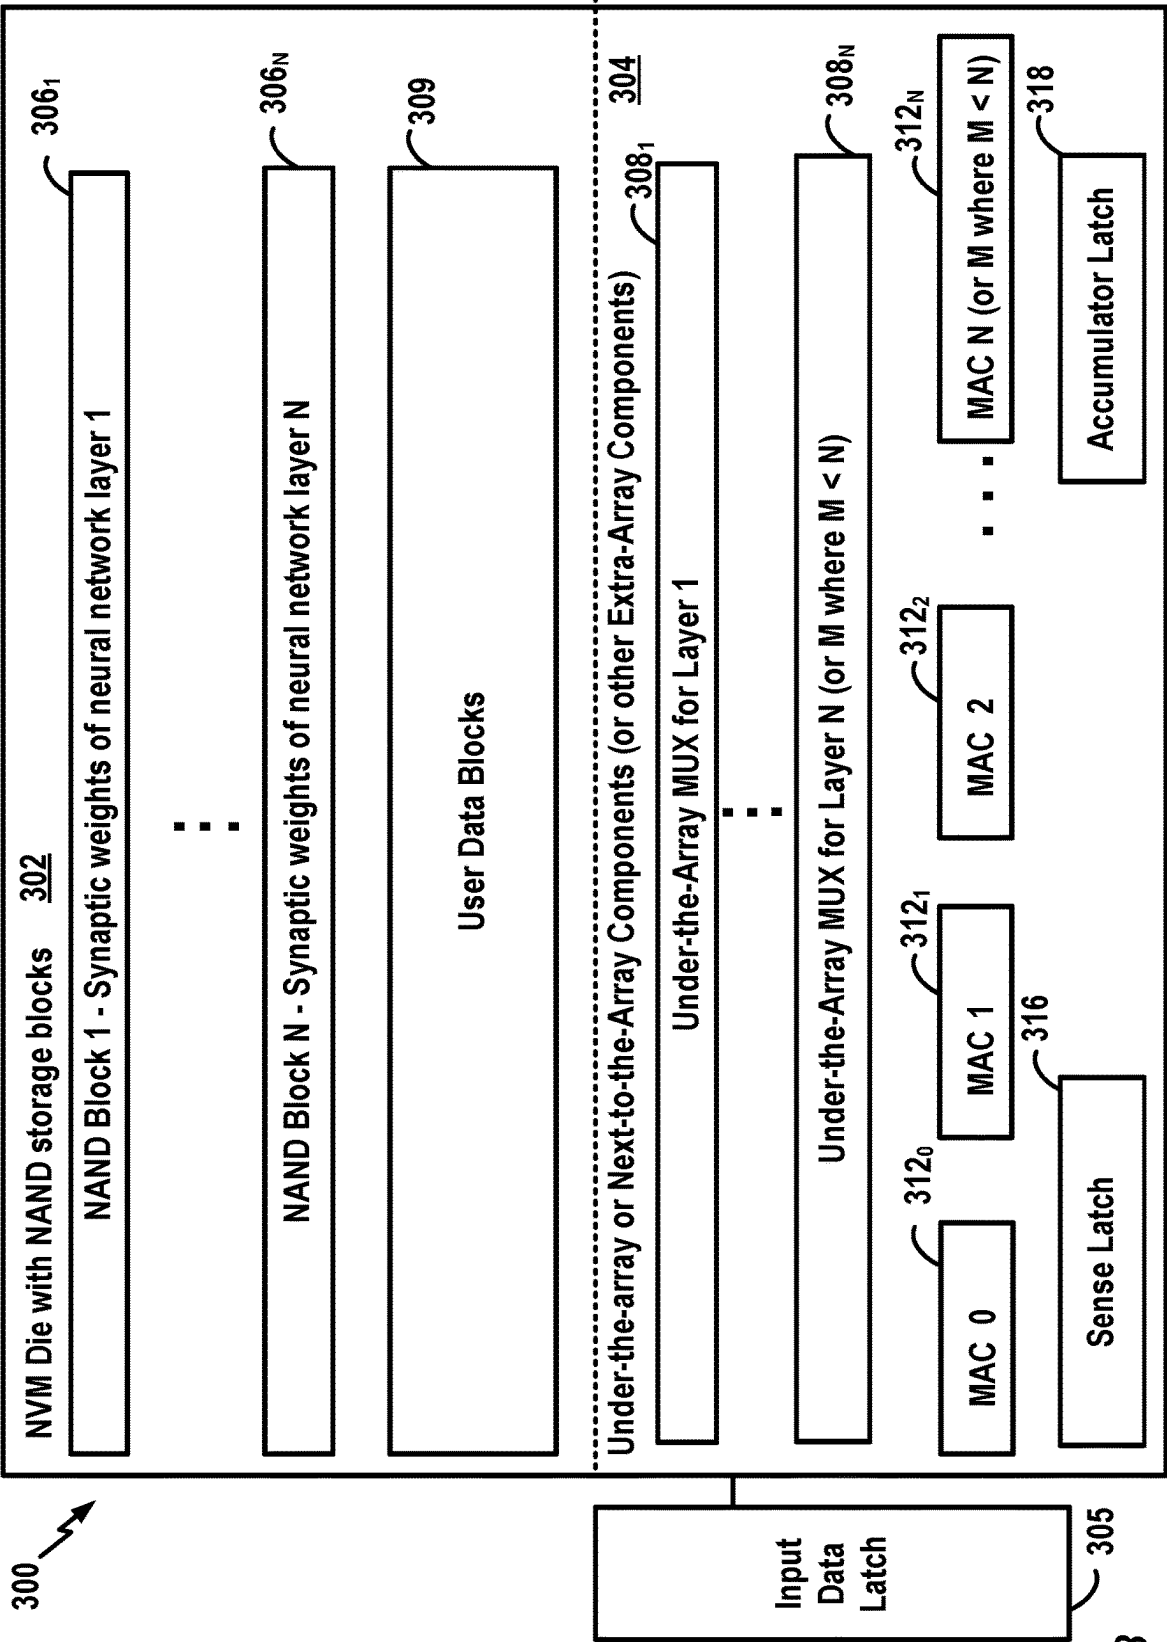 300
NVM Die with NAND storage blocks 302
306₁
NAND Block 1 - Synaptic weights of neural network layer 1
306ₙ
NAND Block N - Synaptic weights of neural network layer N
309
User Data Blocks
304
Under-the-array or Next-to-the-Array Components (or other Extra-Array Components)
308₁
Under-the-Array MUX for Layer 1
308ₙ
Under-the-Array MUX for Layer N (or M where M < N)
312₀
MAC 0
312₁
MAC 1
312₂
MAC 2
312ₙ
MAC N (or M where M < N)
316
Sense Latch
318
Accumulator Latch
Input
Data
Latch
305